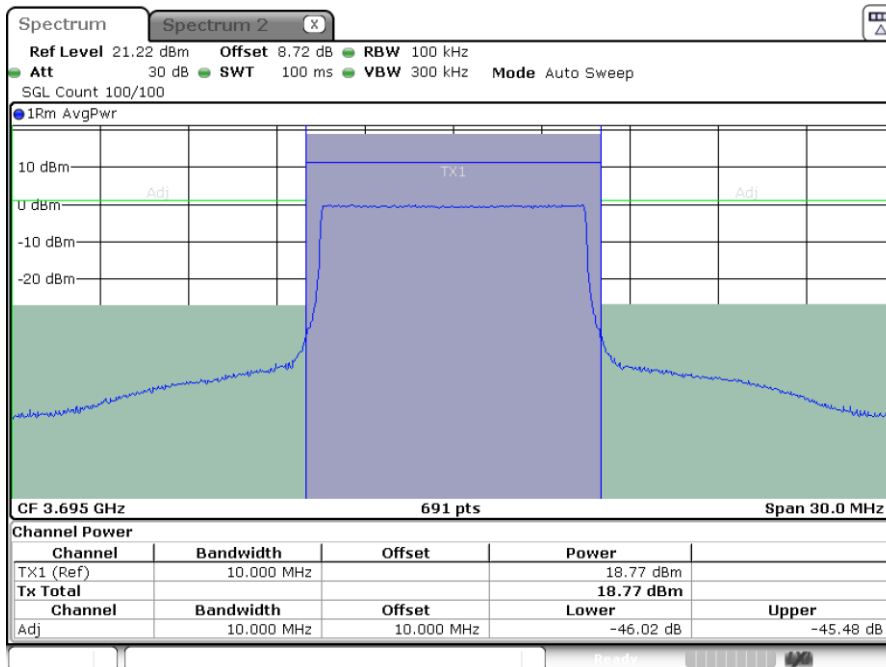 Spectrum Spectrum 2 X
Ref Level 21.22 dBm Offset 8.72 dB RBW 100 kHz
Att 30 dB SWT 100 ms VBW 300 kHz Mode Auto Sweep
SGL Count 100/100
1Rm AvgPwr
10 dBm
TX1
Adj Adj
0 dBm
-10 dBm
-20 dBm
CF 3.695 GHz 691 pts Span 30.0 MHz
Channel Power
Channel Bandwidth Offset Power
TX1 (Ref) 10.000 MHz 18.77 dBm
Tx Total 18.77 dBm
Channel Bandwidth Offset Lower Upper
Adj 10.000 MHz 10.000 MHz -46.02 dB -45.48 dB
Ready